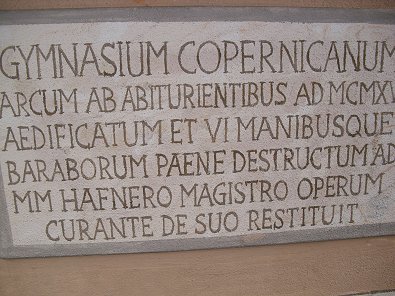 GYMNASIUM COPERNICANUM
ARCUM AB ABITURIENTIBUS AD MCMXV
AEDIFICATUM ET VI MANIBUSQUE
BARABORUM PAENE DESTRUCTUM AD
MM HAFNERO MAGISTRO OPERUM
CURANTE DE SUO RESTITUIT